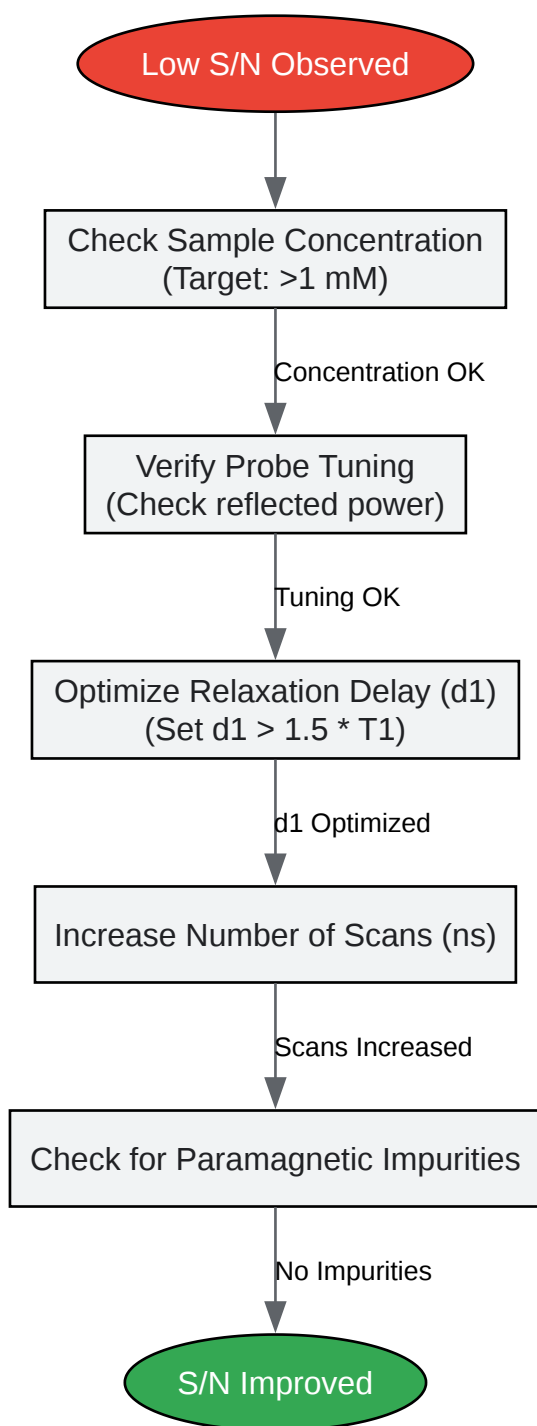 Low S/N Observed
Check Sample Concentration
(Target: >1 mM)
Concentration OK
Verify Probe Tuning
(Check reflected power)
Tuning OK
Optimize Relaxation Delay (d1)
(Set d1 > 1.5 * T1)
d1 Optimized
Increase Number of Scans (ns)
Scans Increased
Check for Paramagnetic Impurities
No Impurities
S/N Improved